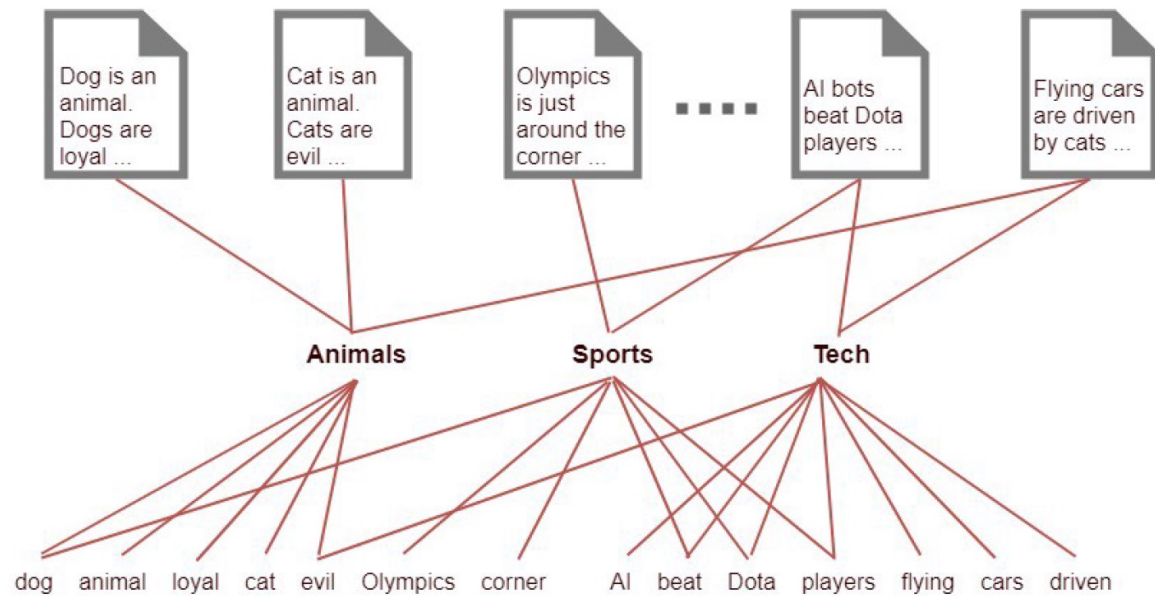 Dog is an
animal.
Dogs are
loyal ...
Cat is an
animal.
Cats are
evil ...
Olympics
is just
around the
corner ...
AI bots
beat Dota
players ...
Flying cars
are driven
by cats ...
Animals Sports Tech
dog animal loyal cat evil Olympics corner AI beat Dota players flying cars driven